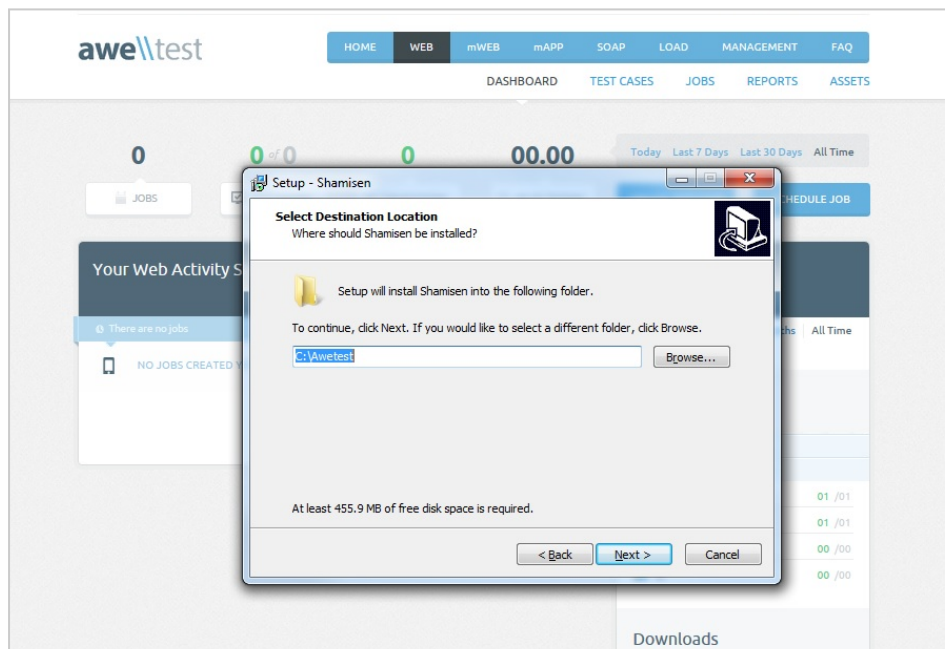 awe\\test
HOME WEB mWEB mAPP SOAP LOAD MANAGEMENT FAQ
DASHBOARD TEST CASES JOBS REPORTS ASSETS
0 0 of 0 0 00.00
Today Last 7 Days Last 30 Days All Time
JOBS
HEDULE JOB
Setup - Shamisen
Select Destination Location
Where should Shamisen be installed?
Your Web Activity S
Setup will install Shamisen into the following folder.
To continue, click Next. If you would like to select a different folder, click Browse.
There are no jobs
ths All Time
C:\Awetest
Browse...
NO JOBS CREATED Y
At least 455.9 MB of free disk space is required.
01 /01
01 /01
< Back Next > Cancel
00 /00
00 /00
Downloads